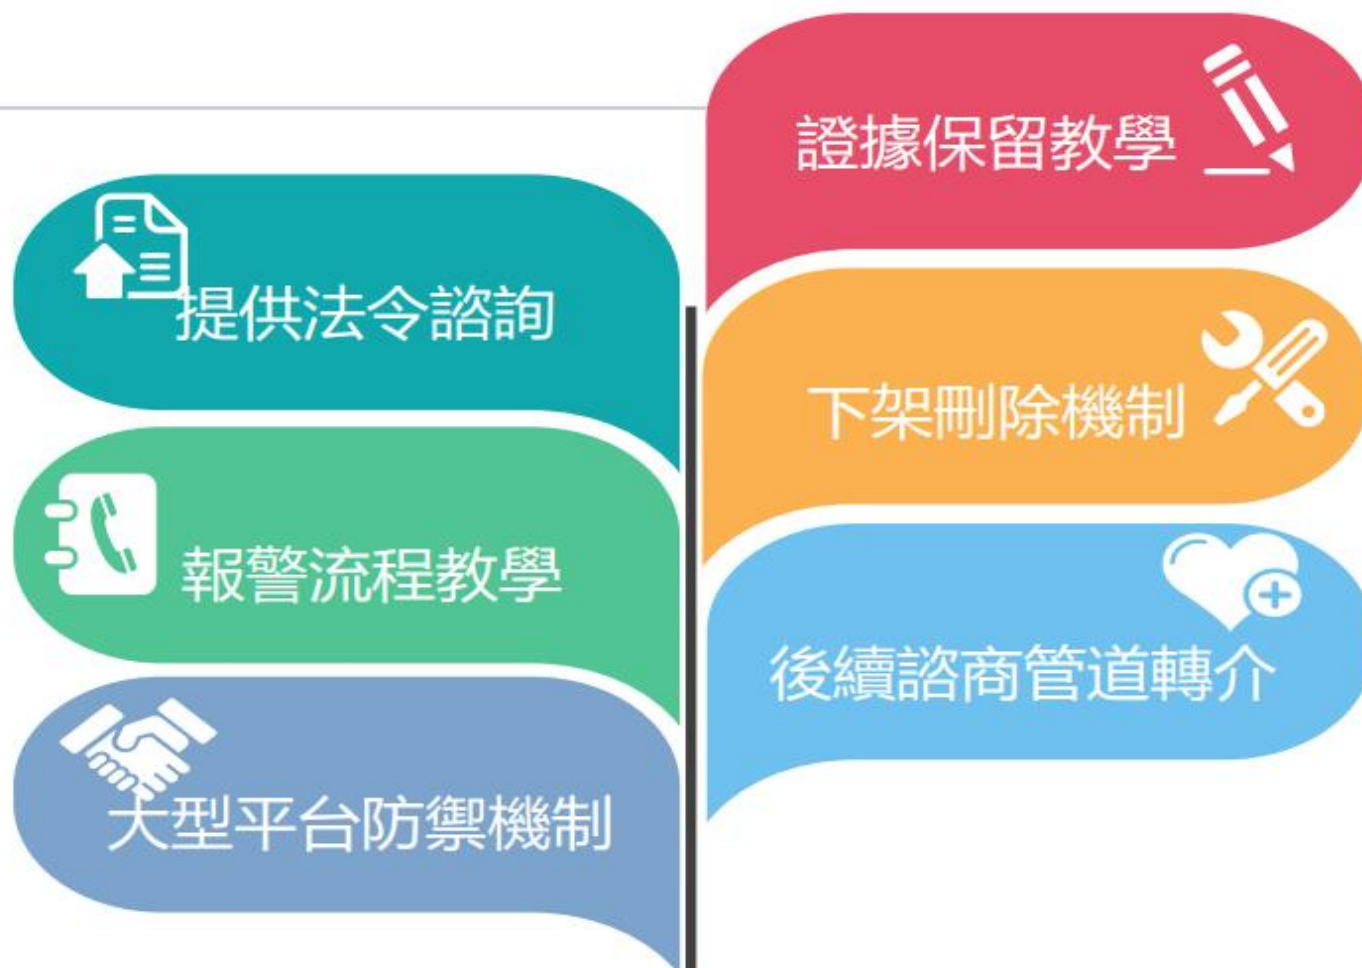 證據保留教學
提供法令諮詢
下架刪除機制
報警流程教學
後續諮商管道轉介
大型平台防禦機制